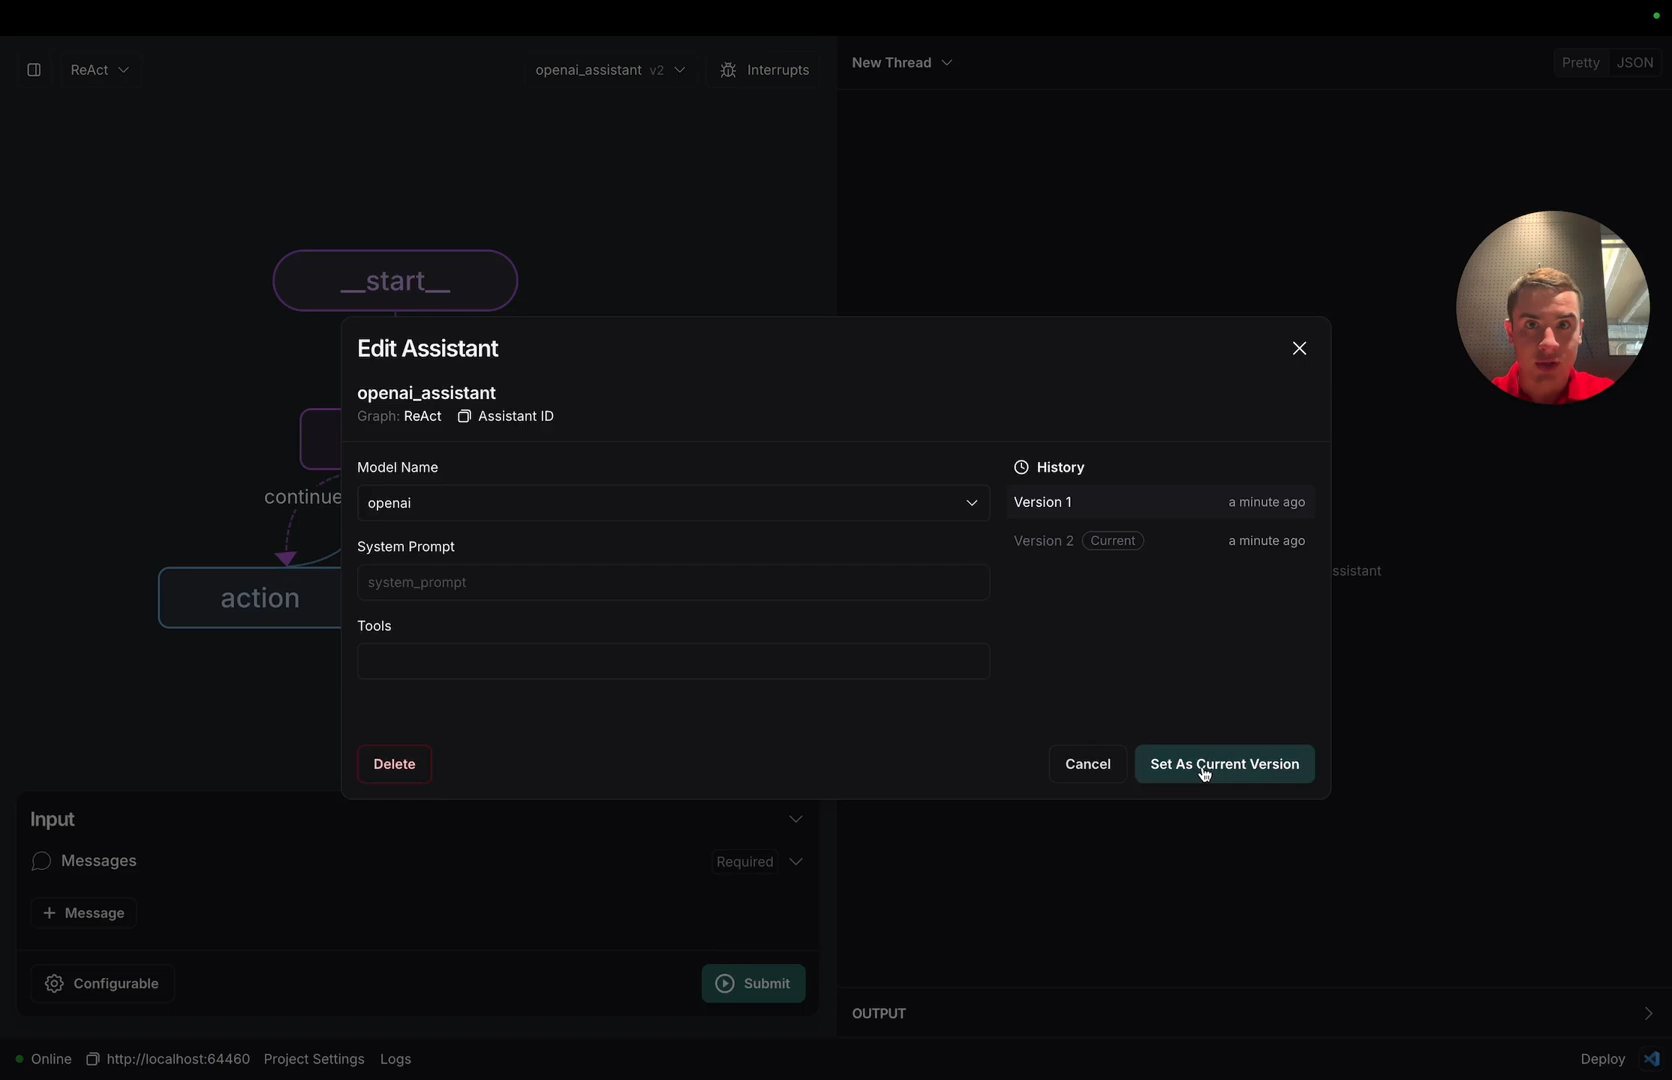 ReAct
openai_assistant v2
Interrupts
New Thread
Pretty
JSON
__start__
continue
action
Edit Assistant
openai_assistant
Graph: ReAct
Assistant ID
Model Name
openai
System Prompt
system_prompt
Tools
History
Version 1
a minute ago
Version 2
Current
a minute ago
ssistant
Delete
Cancel
Set As Current Version
Input
Messages
Required
+ Message
Configurable
Submit
OUTPUT
Online
http://localhost:64460
Project Settings
Logs
Deploy